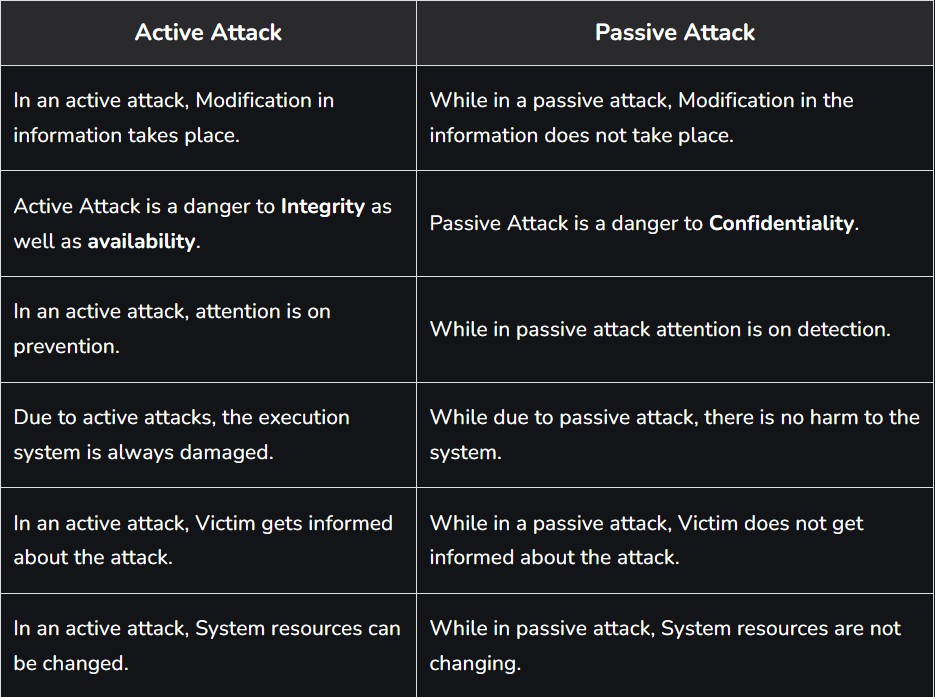 Active Attack
Passive Attack
In an active attack, Modification in
information takes place.
While in a passive attack, Modification in the
information does not take place.
Active Attack is a danger to Integrity as
well as availability.
Passive Attack is a danger to Confidentiality.
In an active attack, attention is on
prevention.
While in passive attack attention is on detection.
Due to active attacks, the execution
system is always damaged.
While due to passive attack, there is no harm to the
system.
In an active attack, Victim gets informed
about the attack.
While in a passive attack, Victim does not get
informed about the attack.
In an active attack, System resources can
be changed.
While in passive attack, System resources are not
changing.